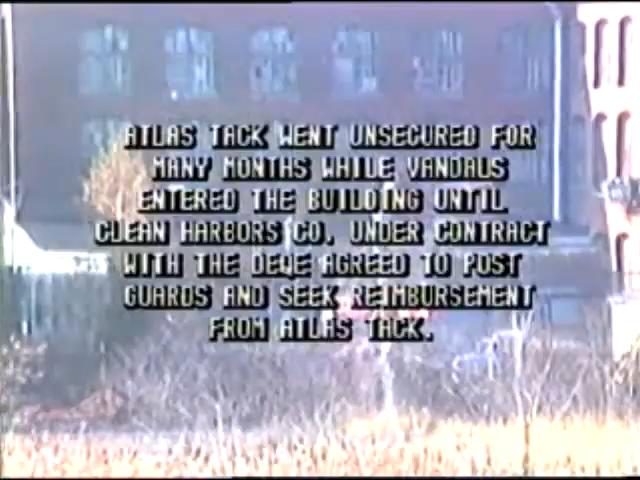 ATLAS TACK WENT UNSECURED FOR
MANY MONTHS WHILE VANDALS
ENTERED THE BUILDING UNTIL
CLEAN HARBORS CO. UNDER CONTRACT
WITH THE DEQE AGREED TO POST
GUARDS AND SEEK REIMBURSEMENT
FROM ATLAS TACK.